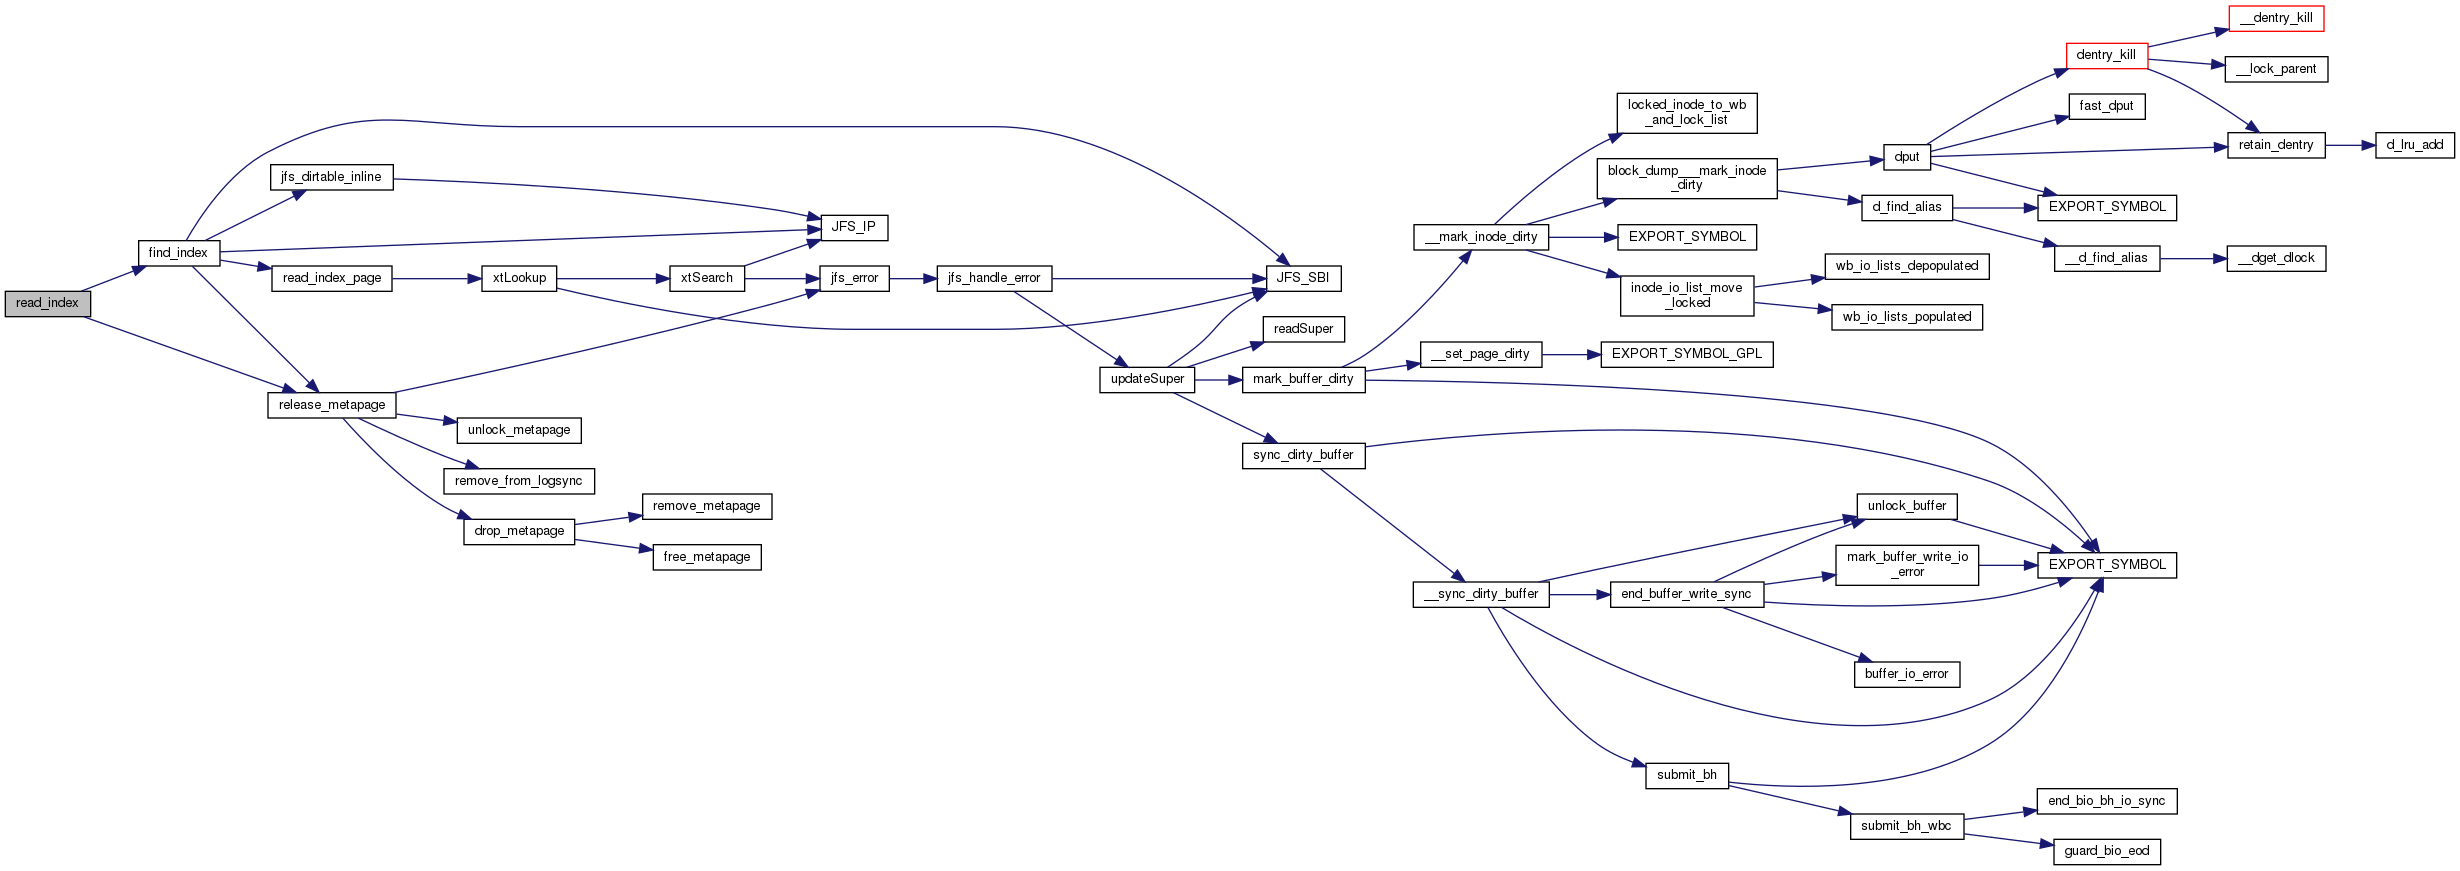 read_index
find_index
jfs_dirtable_inline
read_index_page
release_metapage
xtLookup
unlock_metapage
remove_from_logsync
drop_metapage
xtSearch
remove_metapage
free_metapage
JFS_IP
jfs_error
jfs_handle_error
updateSuper
JFS_SBI
readSuper
mark_buffer_dirty
sync_dirty_buffer
__mark_inode_dirty
__set_page_dirty
__sync_dirty_buffer
locked_inode_to_wb
_and_lock_list
block_dump___mark_inode
_dirty
EXPORT_SYMBOL
inode_io_list_move
_locked
EXPORT_SYMBOL_GPL
end_buffer_write_sync
submit_bh
dput
d_find_alias
wb_io_lists_depopulated
wb_io_lists_populated
unlock_buffer
mark_buffer_write_io
_error
buffer_io_error
submit_bh_wbc
dentry_kill
fast_dput
EXPORT_SYMBOL
__d_find_alias
EXPORT_SYMBOL
end_bio_bh_io_sync
guard_bio_eod
__dentry_kill
__lock_parent
retain_dentry
__dget_dlock
d_lru_add